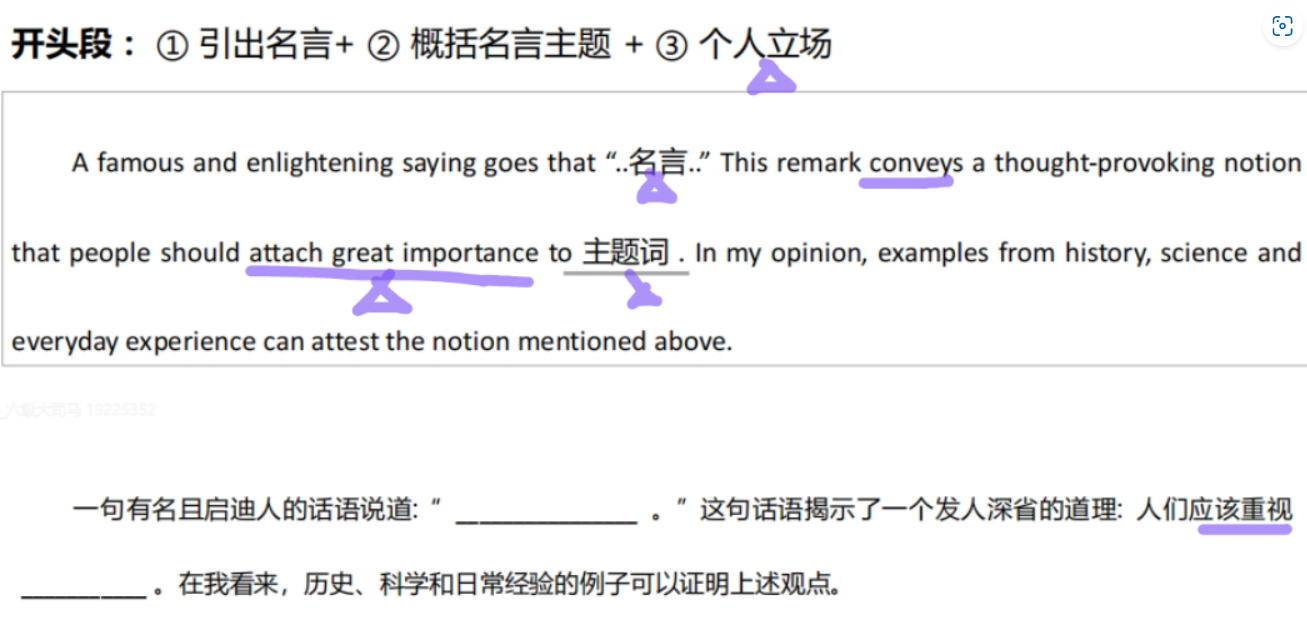 开头段： ① 引出名言+ ② 概括名言主题 + ③ 个人立场
A famous and enlightening saying goes that “..名言..” This remark conveys a thought-provoking notion
that people should attach great importance to 主题词 . In my opinion, examples from history, science and
everyday experience can attest the notion mentioned above.
_六级大司马 19225352
一句有名且启迪人的话语说道: “ ______________ 。” 这句话语揭示了一个发人深省的道理: 人们应该重视
__________ 。在我看来，历史、科学和日常经验的例子可以证明上述观点。